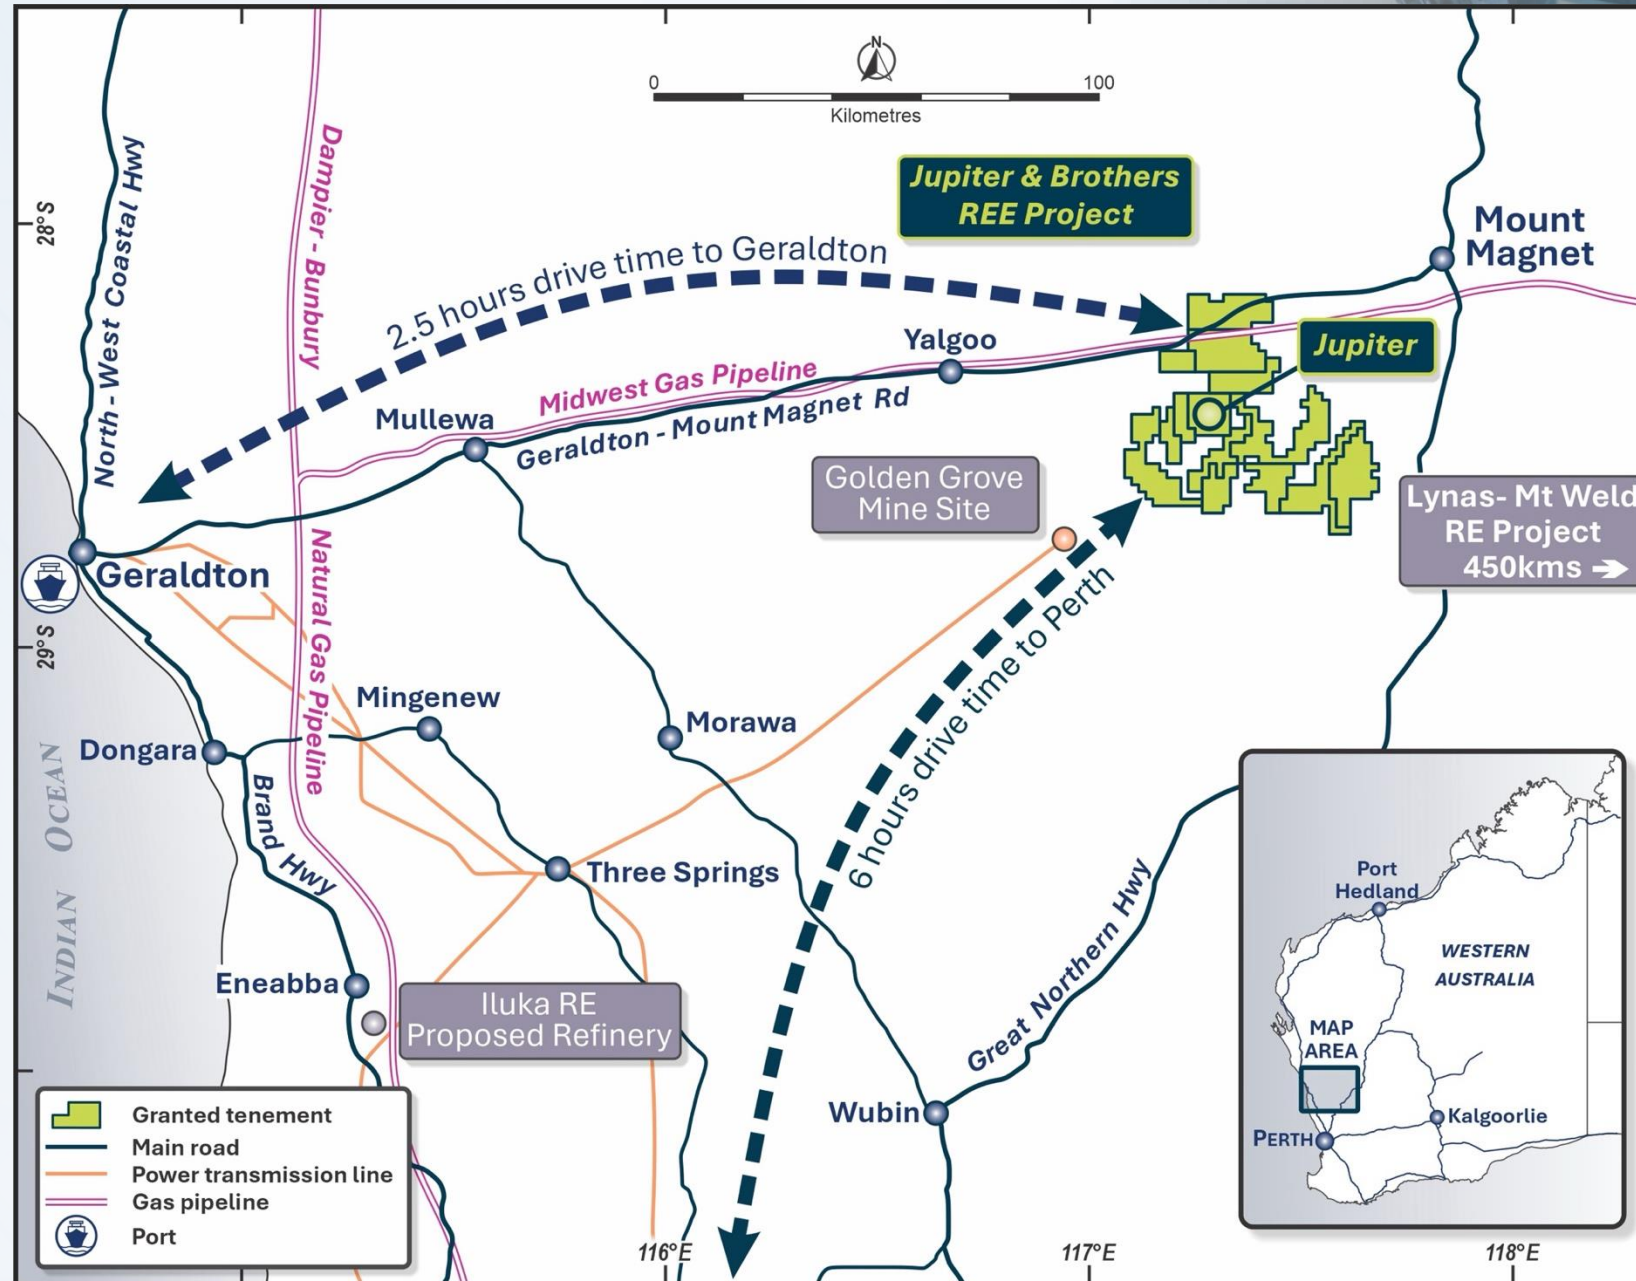 N
0 100
Kilometres
Jupiter & Brothers
REE Project
Mount
Magnet
28°S
North - West Coastal Hwy
Dampier - Bunbury
2.5 hours drive time to Geraldton
Yalgoo
Jupiter
Midwest Gas Pipeline
Mullewa
Geraldton - Mount Magnet Rd
Golden Grove
Mine Site
Lynas- Mt Weld
RE Project
450kms
Geraldton
Natural Gas Pipeline
29°S
6 hours drive time to Perth
Mingenew
Morawa
Dongara
INDIAN OCEAN
Brand Hwy
Three Springs
Great Northern Hwy
Eneabba
Iluka RE
Proposed Refinery
Wubin
Port
Hedland
WESTERN
AUSTRALIA
MAP
AREA
Kalgoorlie
PERTH
Granted tenement
Main road
Power transmission line
Gas pipeline
Port
116°E
117°E
118°E